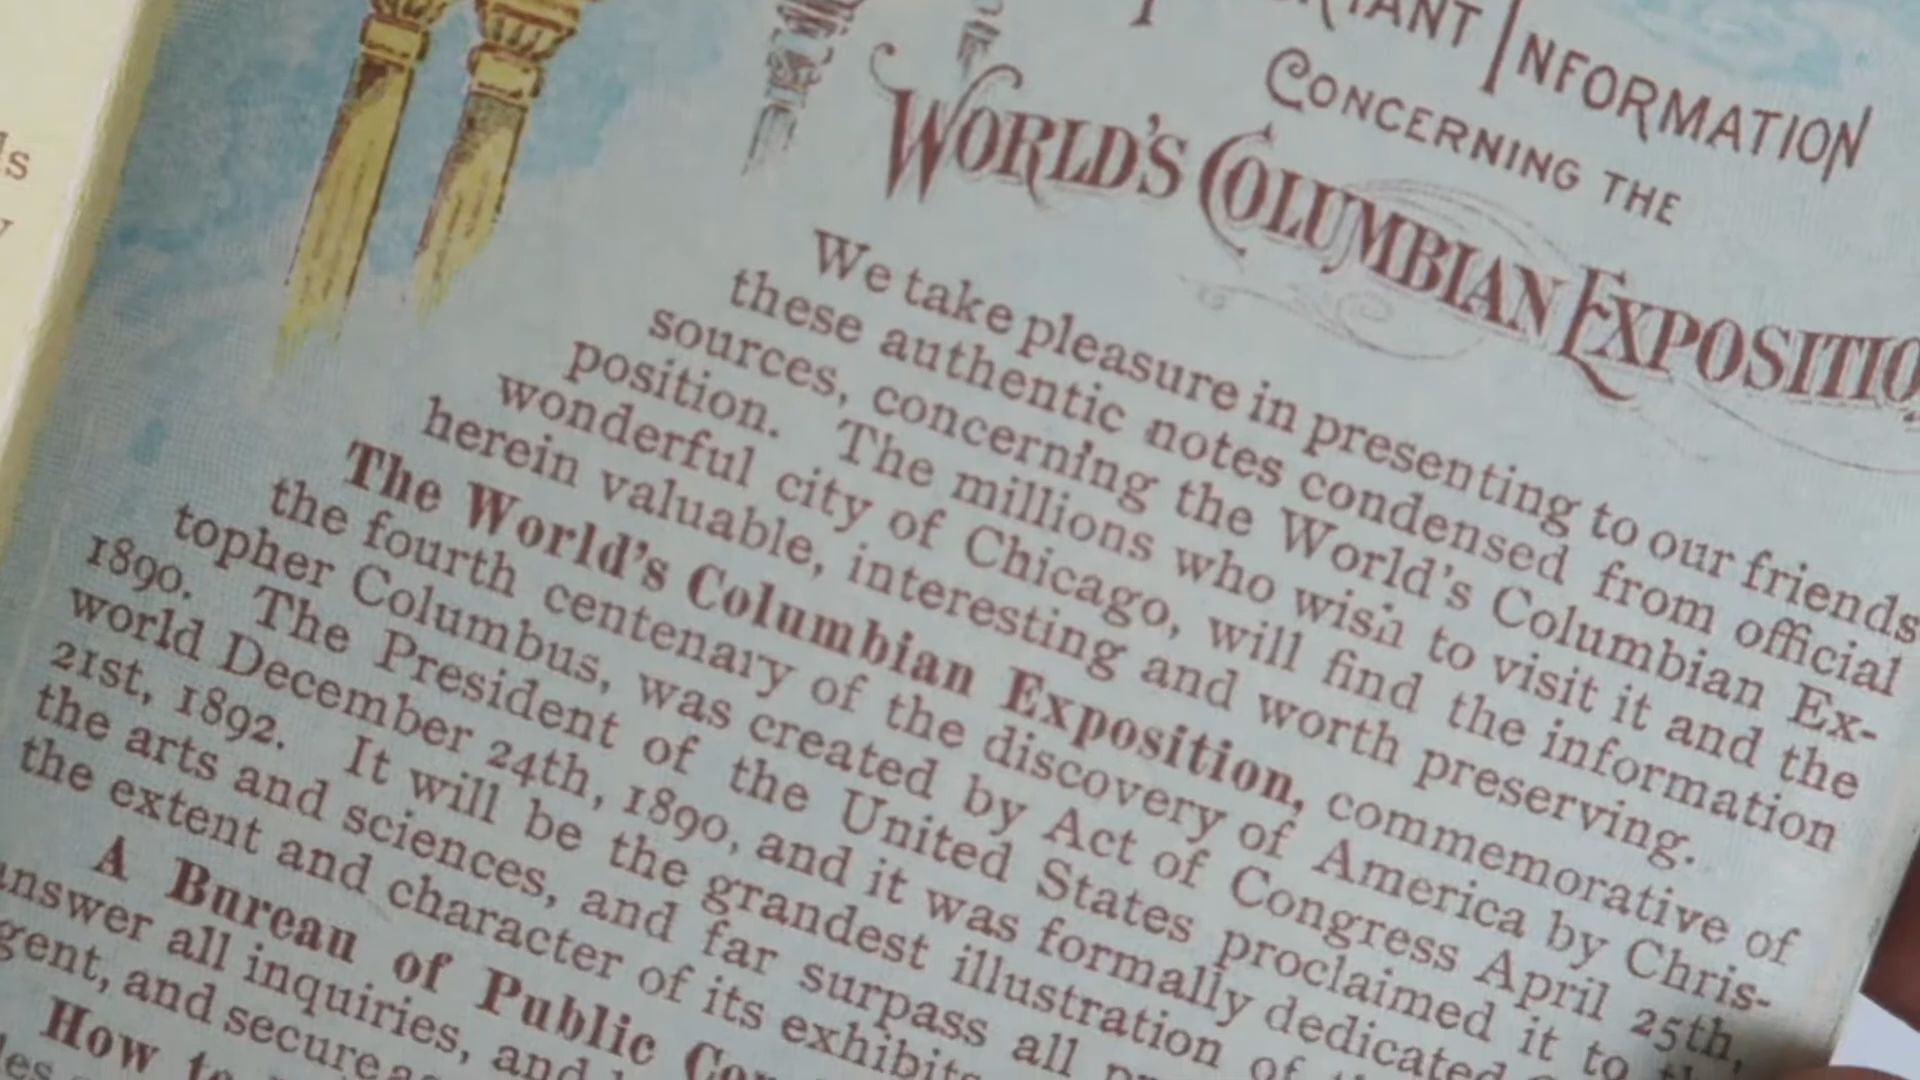 INFORMATION
CONCERNING THE
WORLD'S COLUMBIAN EXPOSITIO
We take pleasure in presenting to our friends
these authentic notes condensed from official
sources, concerning the World's Columbian Ex-
position. The millions who wish to visit it and the
wonderful city of Chicago, will find the information
herein valuable, interesting and worth preserving.
The World's Columbian Exposition, commemorative of
the fourth centenary of the discovery of America by Chris-
topher Columbus, was created by Act of Congress April 25th,
1890. The President of the United States proclaimed it to
world December 24th, 1890, and it was formally dedicated
21st, 1892. It will be the grandest illustration of
the arts and sciences, and far surpass all
the extent and character of its exhibits
A Bureau of Public
nswer all inquiries, and
gent, and secure
How to